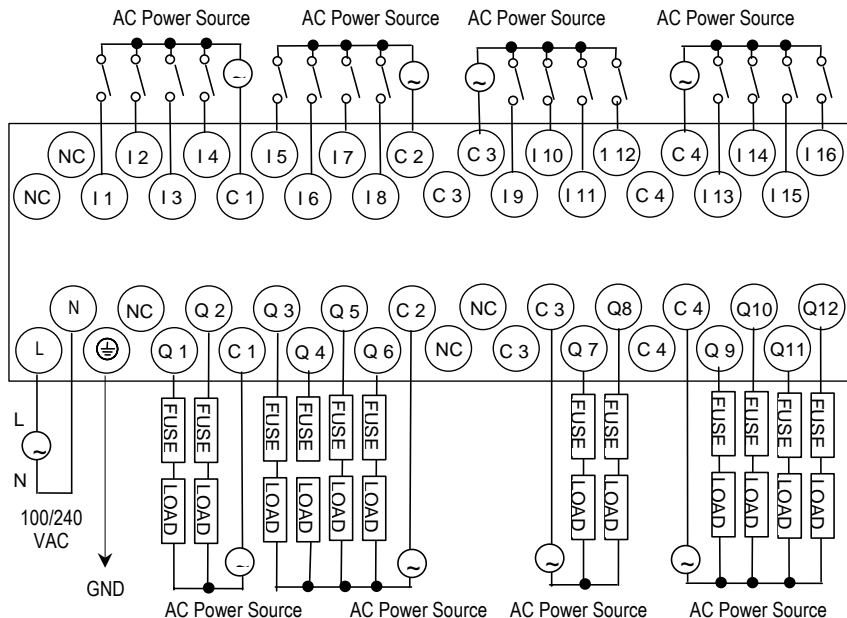 AC Power Source AC Power Source AC Power Source AC Power Source
~ ~ ~ ~
NC I 2 I 4 I 5 I 7 C 2 C 3 I 10 1 12 C 4 I 14 I 16
NC I 1 I 3 C 1 I 6 I 8 C 3 I 9 I 11 C 4 I 13 I 15
N NC Q 2 Q 3 Q 5 C 2 NC C 3 Q8 C 4 Q10 Q12
L Q 1 C 1 Q 4 Q 6 NC C 3 Q 7 C 4 Q 9 Q11
FUSE FUSE FUSE FUSE FUSE FUSE FUSE FUSE FUSE FUSE FUSE FUSE
L
~
N
LOAD LOAD LOAD LOAD LOAD LOAD LOAD LOAD LOAD LOAD LOAD LOAD
100/240
VAC
~ ~ ~ ~
GND
AC Power Source AC Power Source AC Power Source AC Power Source